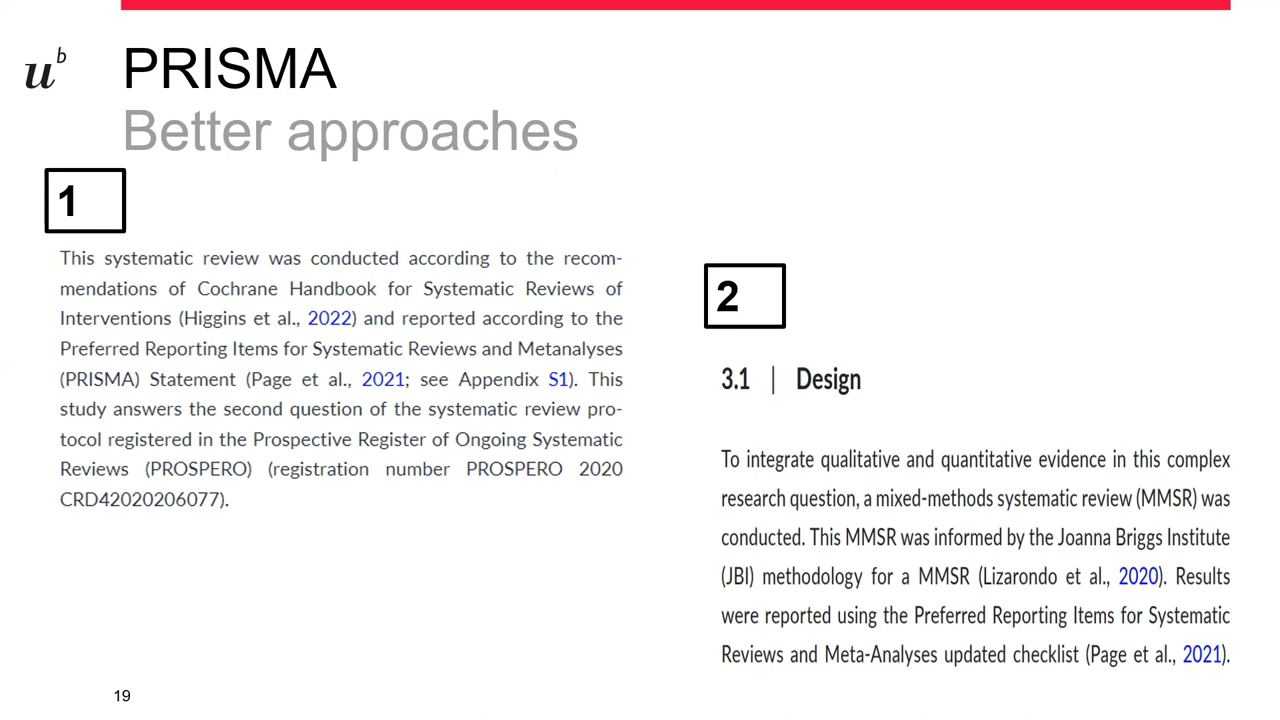 u b
PRISMA
Better approaches
1
This systematic review was conducted according to the recom-
mendations of Cochrane Handbook for Systematic Reviews of
Interventions (Higgins et al., 2022) and reported according to the
Preferred Reporting Items for Systematic Reviews and Metanalyses
(PRISMA) Statement (Page et al., 2021; see Appendix S1). This
study answers the second question of the systematic review pro-
tocol registered in the Prospective Register of Ongoing Systematic
Reviews (PROSPERO) (registration number PROSPERO 2020
CRD42020206077).
2
3.1 | Design
To integrate qualitative and quantitative evidence in this complex
research question, a mixed-methods systematic review (MMSR) was
conducted. This MMSR was informed by the Joanna Briggs Institute
(JBI) methodology for a MMSR (Lizarondo et al., 2020). Results
were reported using the Preferred Reporting Items for Systematic
Reviews and Meta-Analyses updated checklist (Page et al., 2021).
19